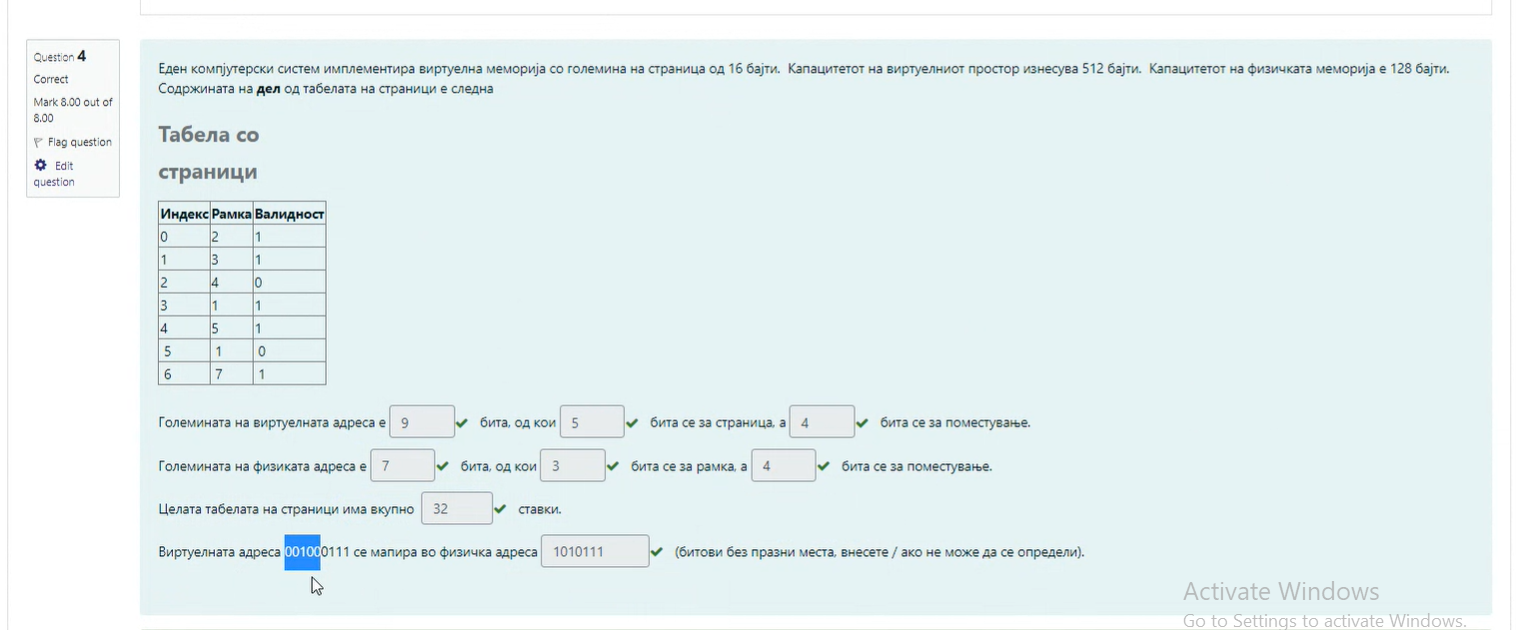 Question 4
Correct
Mark 8.00 out of
8.00
Flag question
Edit
question
Еден компјутерски систем имплементира виртуелна меморија со големина на страница од 16 бајти. Капацитетот на виртуелниот простор изнесува 512 бајти. Капацитетот на физичката меморија е 128 бајти.
Содржината на дел од табелата на страници е следна
Табела со
страници
Индекс Рамка Валидност
0 2 1
1 3 1
2 4 0
3 1 1
4 5 1
5 1 0
6 7 1
Големината на виртуелната адреса е 9 бита, од кои 5 бита се за страница, а 4 бита се за поместување.
Големината на физиката адреса е 7 бита, од кои 3 бита се за рамка, а 4 бита се за поместување.
Целата табелата на страници има вкупно 32 ставки.
Виртуелната адреса 001000111 се мапира во физичка адреса 1010111 (битови без празни места, внесете / ако не може да се определи).
Activate Windows
Go to Settings to activate Windows.